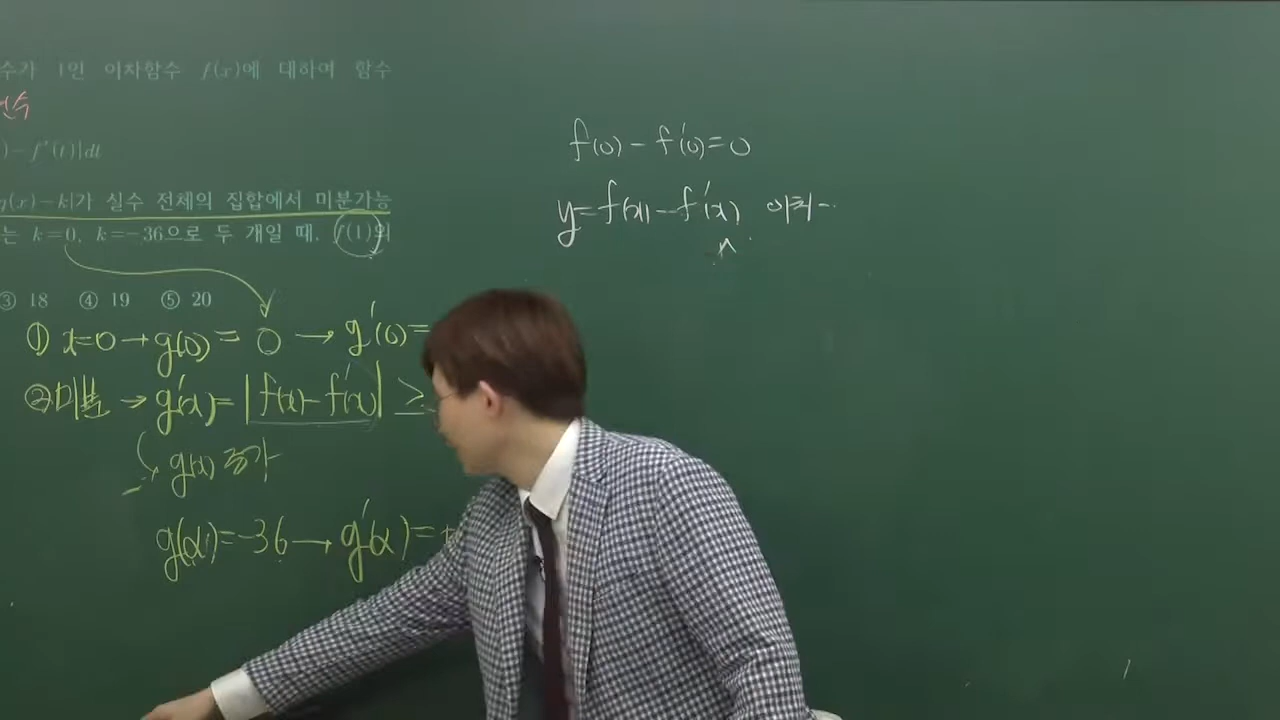 수가 1인 이차함수 f(x)에 대하여 함수
)-f'(t)|dt
g(x)-k|가 실수 전체의 집합에서 미분가능
는 k=0, k=-36으로 두 개일 때, f(1)의
③ 18 ④ 19 ⑤ 20
① x=0→g(0)=0→g'(0)=
②미분→g'(x)=|f(x)-f'(x)|≥
g(x) 증가
g(α)=-36→g'(α)=
f(0)-f'(0)=0
y=f(x)-f'(x) 이차